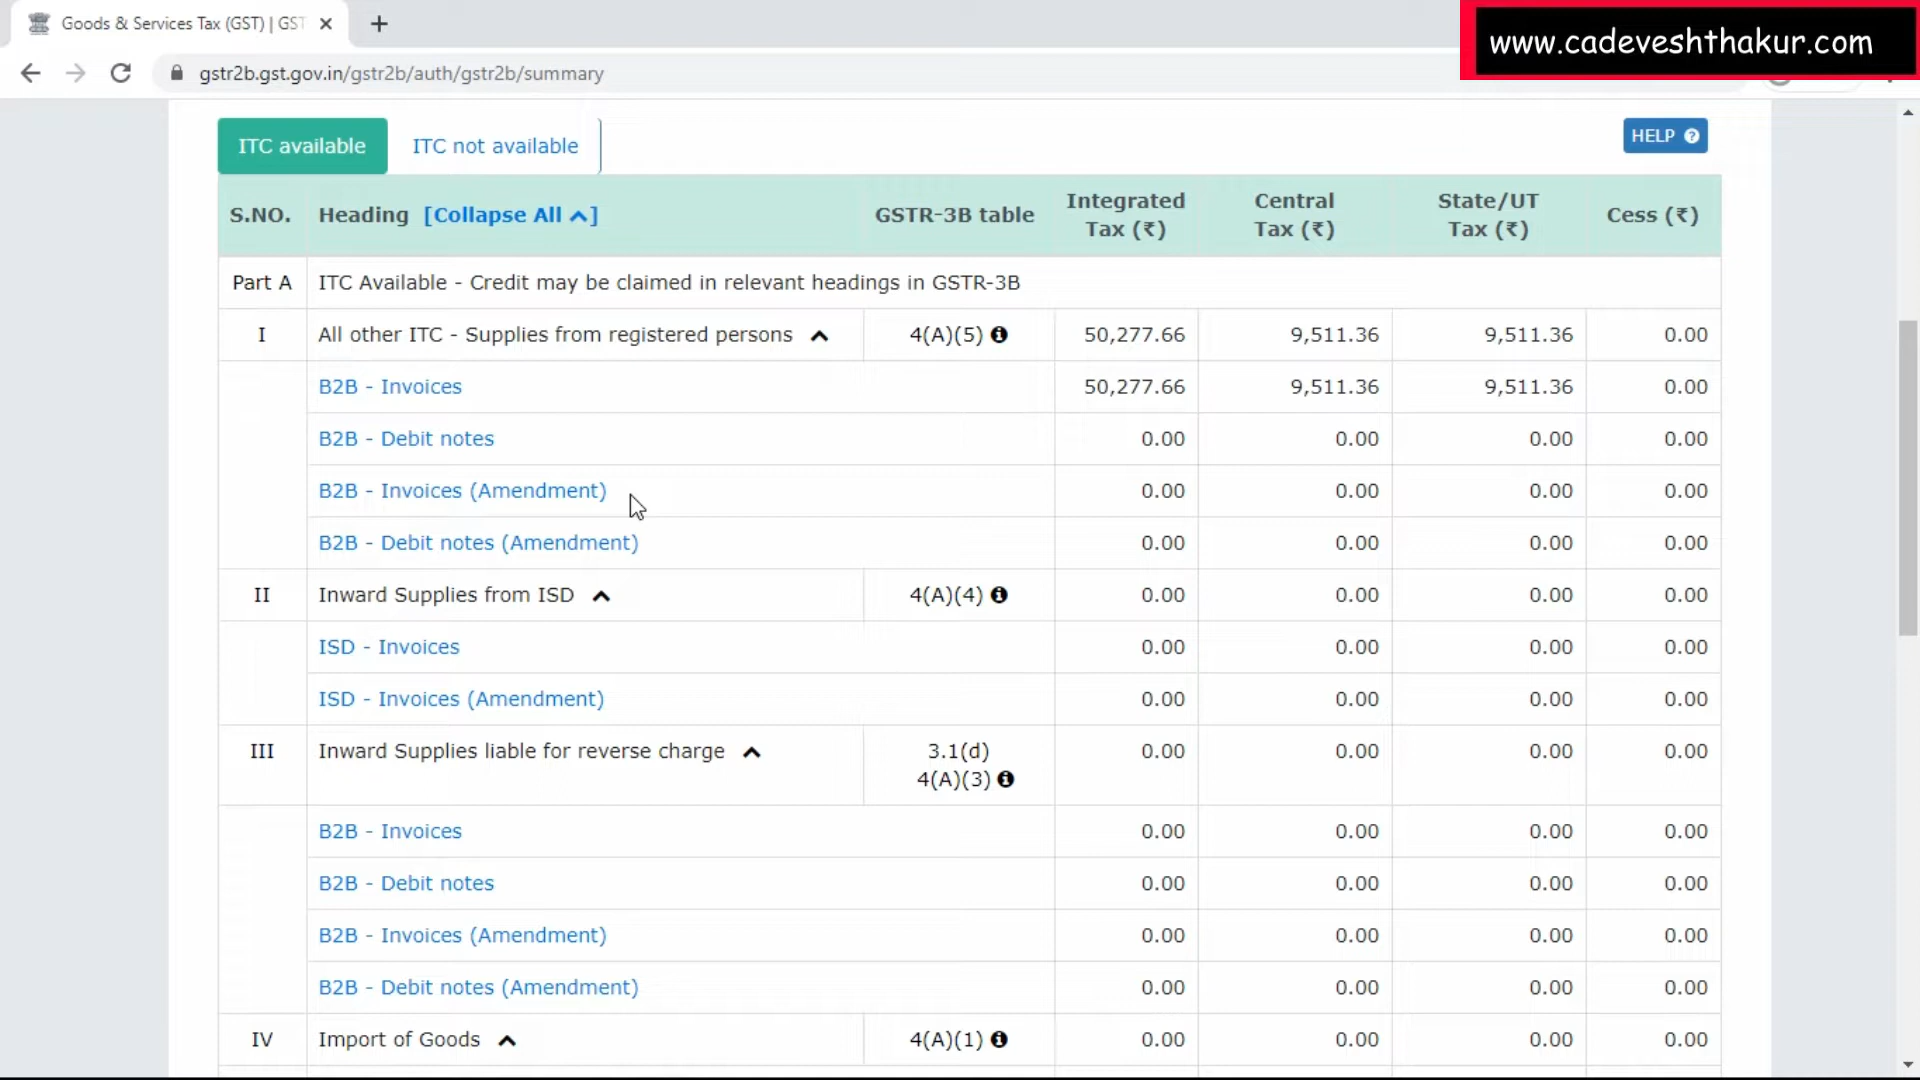 Goods & Services Tax (GST) | GST
www.cadeveshthakur.com
gstr2b.gst.gov.in/gstr2b/auth/gstr2b/summary
ITC available ITC not available HELP
S.NO. Heading [Collapse All] GSTR-3B table Integrated Tax (₹) Central Tax (₹) State/UT Tax (₹) Cess (₹)
Part A ITC Available - Credit may be claimed in relevant headings in GSTR-3B
I All other ITC - Supplies from registered persons 4(A)(5) 50,277.66 9,511.36 9,511.36 0.00
B2B - Invoices 50,277.66 9,511.36 9,511.36 0.00
B2B - Debit notes 0.00 0.00 0.00 0.00
B2B - Invoices (Amendment) 0.00 0.00 0.00 0.00
B2B - Debit notes (Amendment) 0.00 0.00 0.00 0.00
II Inward Supplies from ISD 4(A)(4) 0.00 0.00 0.00 0.00
ISD - Invoices 0.00 0.00 0.00 0.00
ISD - Invoices (Amendment) 0.00 0.00 0.00 0.00
III Inward Supplies liable for reverse charge 3.1(d) 4(A)(3) 0.00 0.00 0.00 0.00
B2B - Invoices 0.00 0.00 0.00 0.00
B2B - Debit notes 0.00 0.00 0.00 0.00
B2B - Invoices (Amendment) 0.00 0.00 0.00 0.00
B2B - Debit notes (Amendment) 0.00 0.00 0.00 0.00
IV Import of Goods 4(A)(1) 0.00 0.00 0.00 0.00